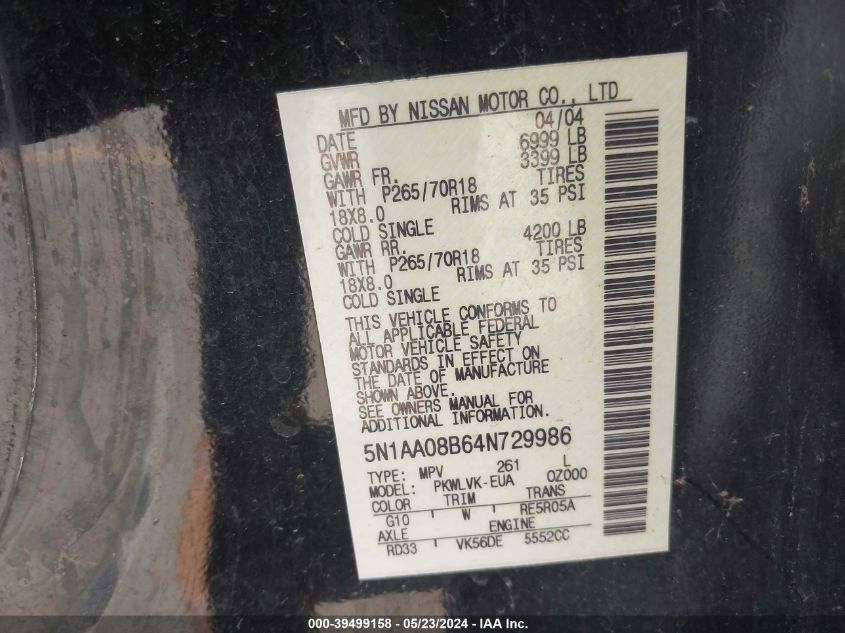 MFD BY NISSAN MOTOR CO., LTD
DATE 04/04
GVWR 6999 LB
GAWR FR. 3399 LB
WITH P265/70R18 TIRES
18X8.0 RIMS AT 35 PSI
COLD SINGLE
GAWR RR. 4200 LB
WITH P265/70R18 TIRES
18X8.0 RIMS AT 35 PSI
COLD SINGLE
THIS VEHICLE CONFORMS TO
ALL APPLICABLE FEDERAL
MOTOR VEHICLE SAFETY
STANDARDS IN EFFECT ON
THE DATE OF MANUFACTURE
SHOWN ABOVE.
SEE OWNERS MANUAL FOR
ADDITIONAL INFORMATION.
5N1AA08B64N729986
TYPE: MPV 261 L
MODEL: PKWLVK-EUA 0Z000
COLOR TRIM TRANS
G10 W RE5R05A
AXLE ENGINE
RD33 VK56DE 5552CC
000-39499158 - 05/23/2024 - IAA Inc.